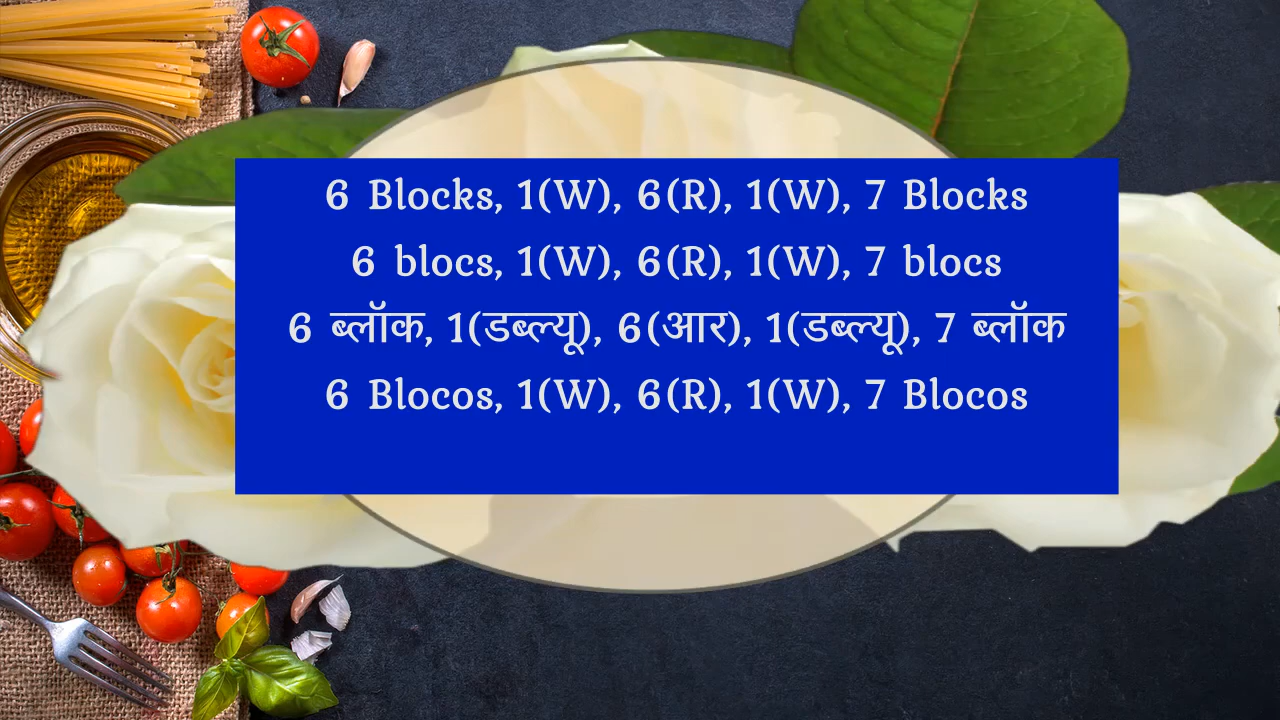 6 Blocks, 1(W), 6(R), 1(W), 7 Blocks
6 blocs, 1(W), 6(R), 1(W), 7 blocs
6 ब्लॉक, 1(डब्ल्यू), 6(आर), 1(डब्ल्यू), 7 ब्लॉक
6 Blocos, 1(W), 6(R), 1(W), 7 Blocos